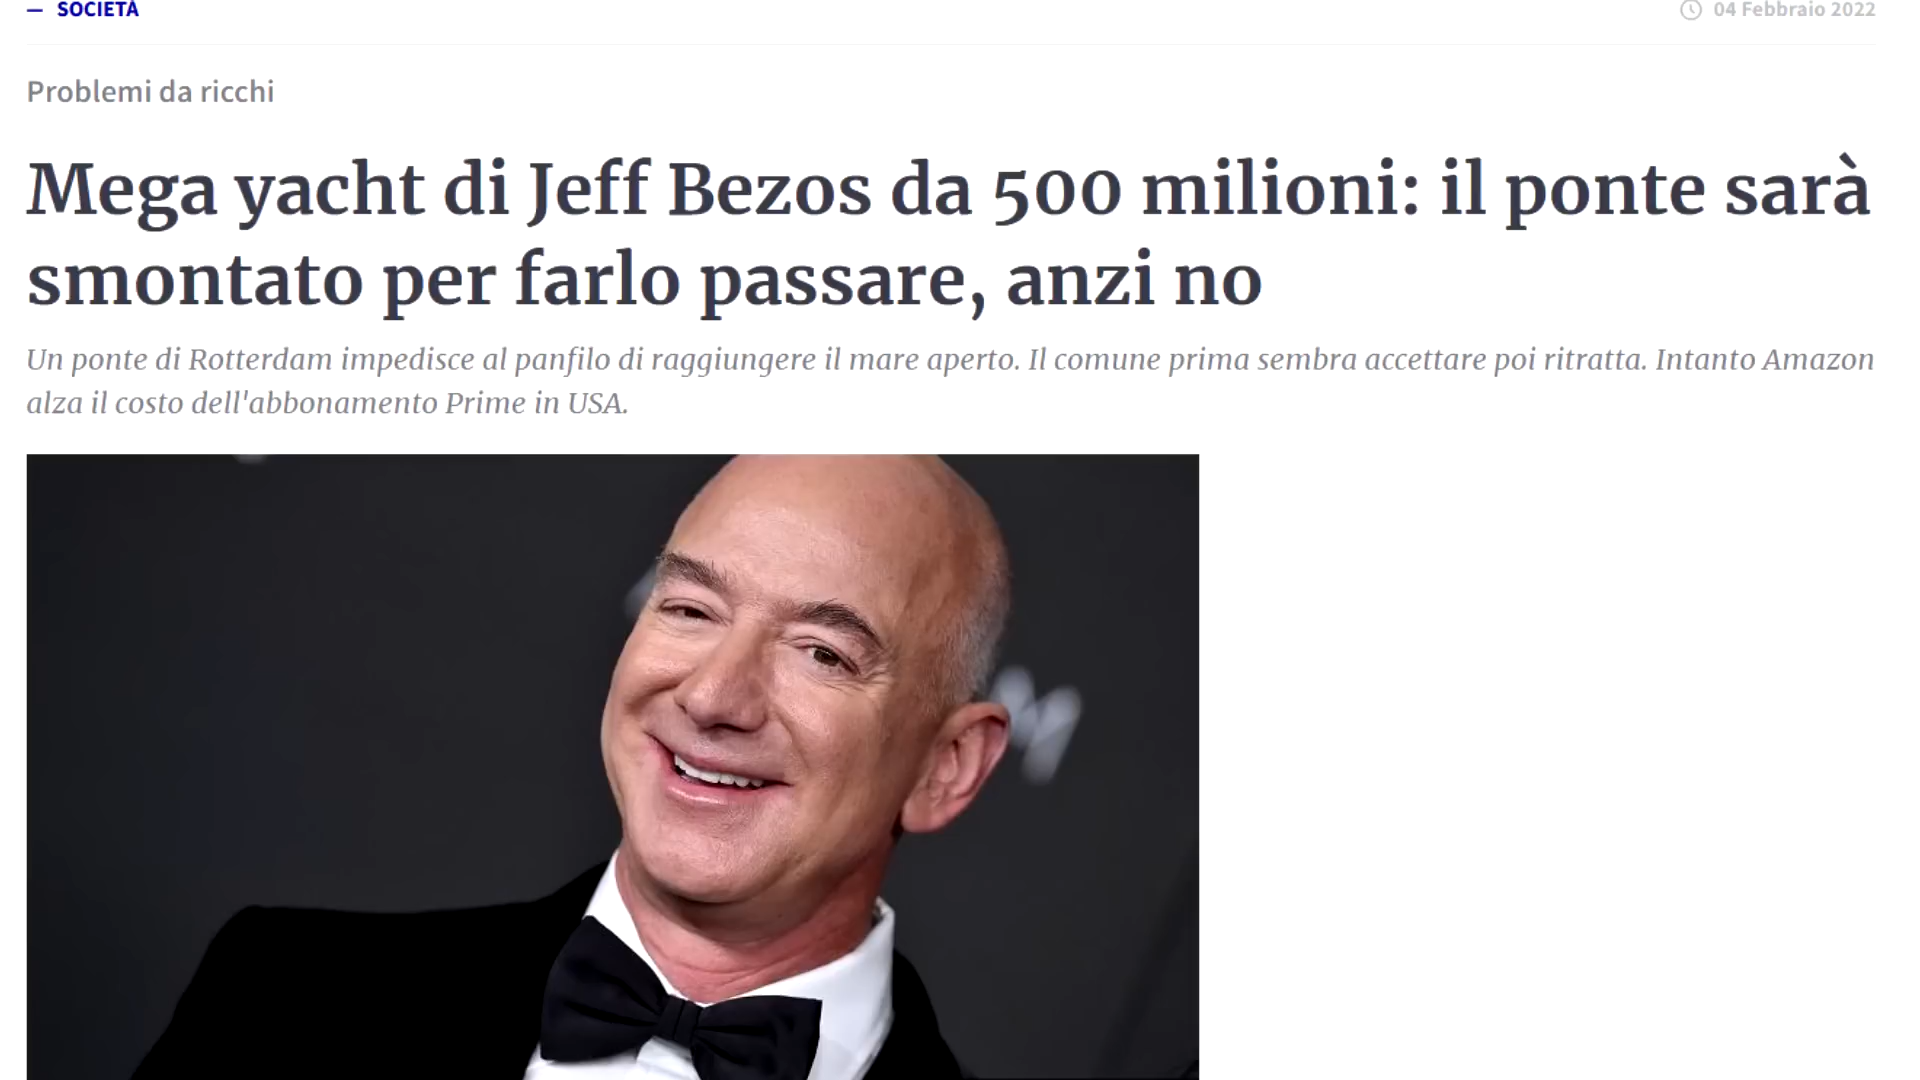 — SOCIETÀ
04 Febbraio 2022
Problemi da ricchi
Mega yacht di Jeff Bezos da 500 milioni: il ponte sarà
smontato per farlo passare, anzi no
Un ponte di Rotterdam impedisce al panfilo di raggiungere il mare aperto. Il comune prima sembra accettare poi ritratta. Intanto Amazon
alza il costo dell'abbonamento Prime in USA.